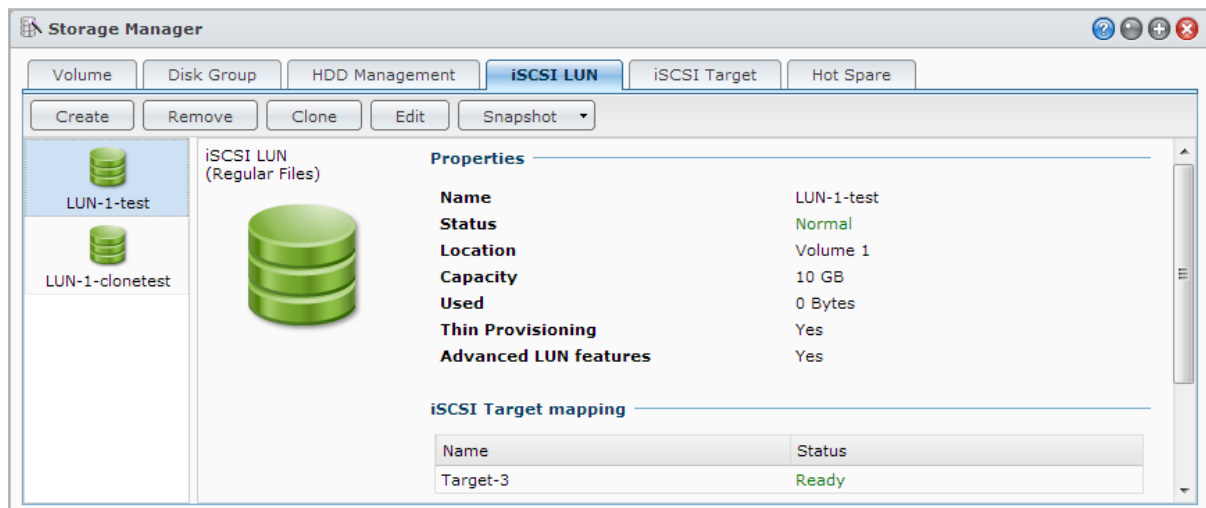 Storage Manager
Volume Disk Group HDD Management iSCSI LUN iSCSI Target Hot Spare
Create Remove Clone Edit Snapshot
LUN-1-test
LUN-1-clonetest
iSCSI LUN
(Regular Files)
Properties
Name LUN-1-test
Status Normal
Location Volume 1
Capacity 10 GB
Used 0 Bytes
Thin Provisioning Yes
Advanced LUN features Yes
iSCSI Target mapping
Name Status
Target-3 Ready